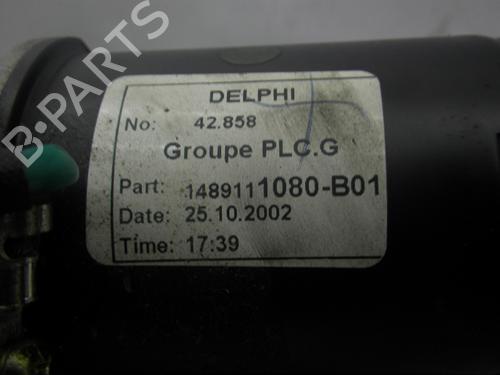 DELPHI
No: 42.858
Groupe PLC.G
Part: 1489111080-B01
Date: 25.10.2002
Time: 17:39
B-PARTS